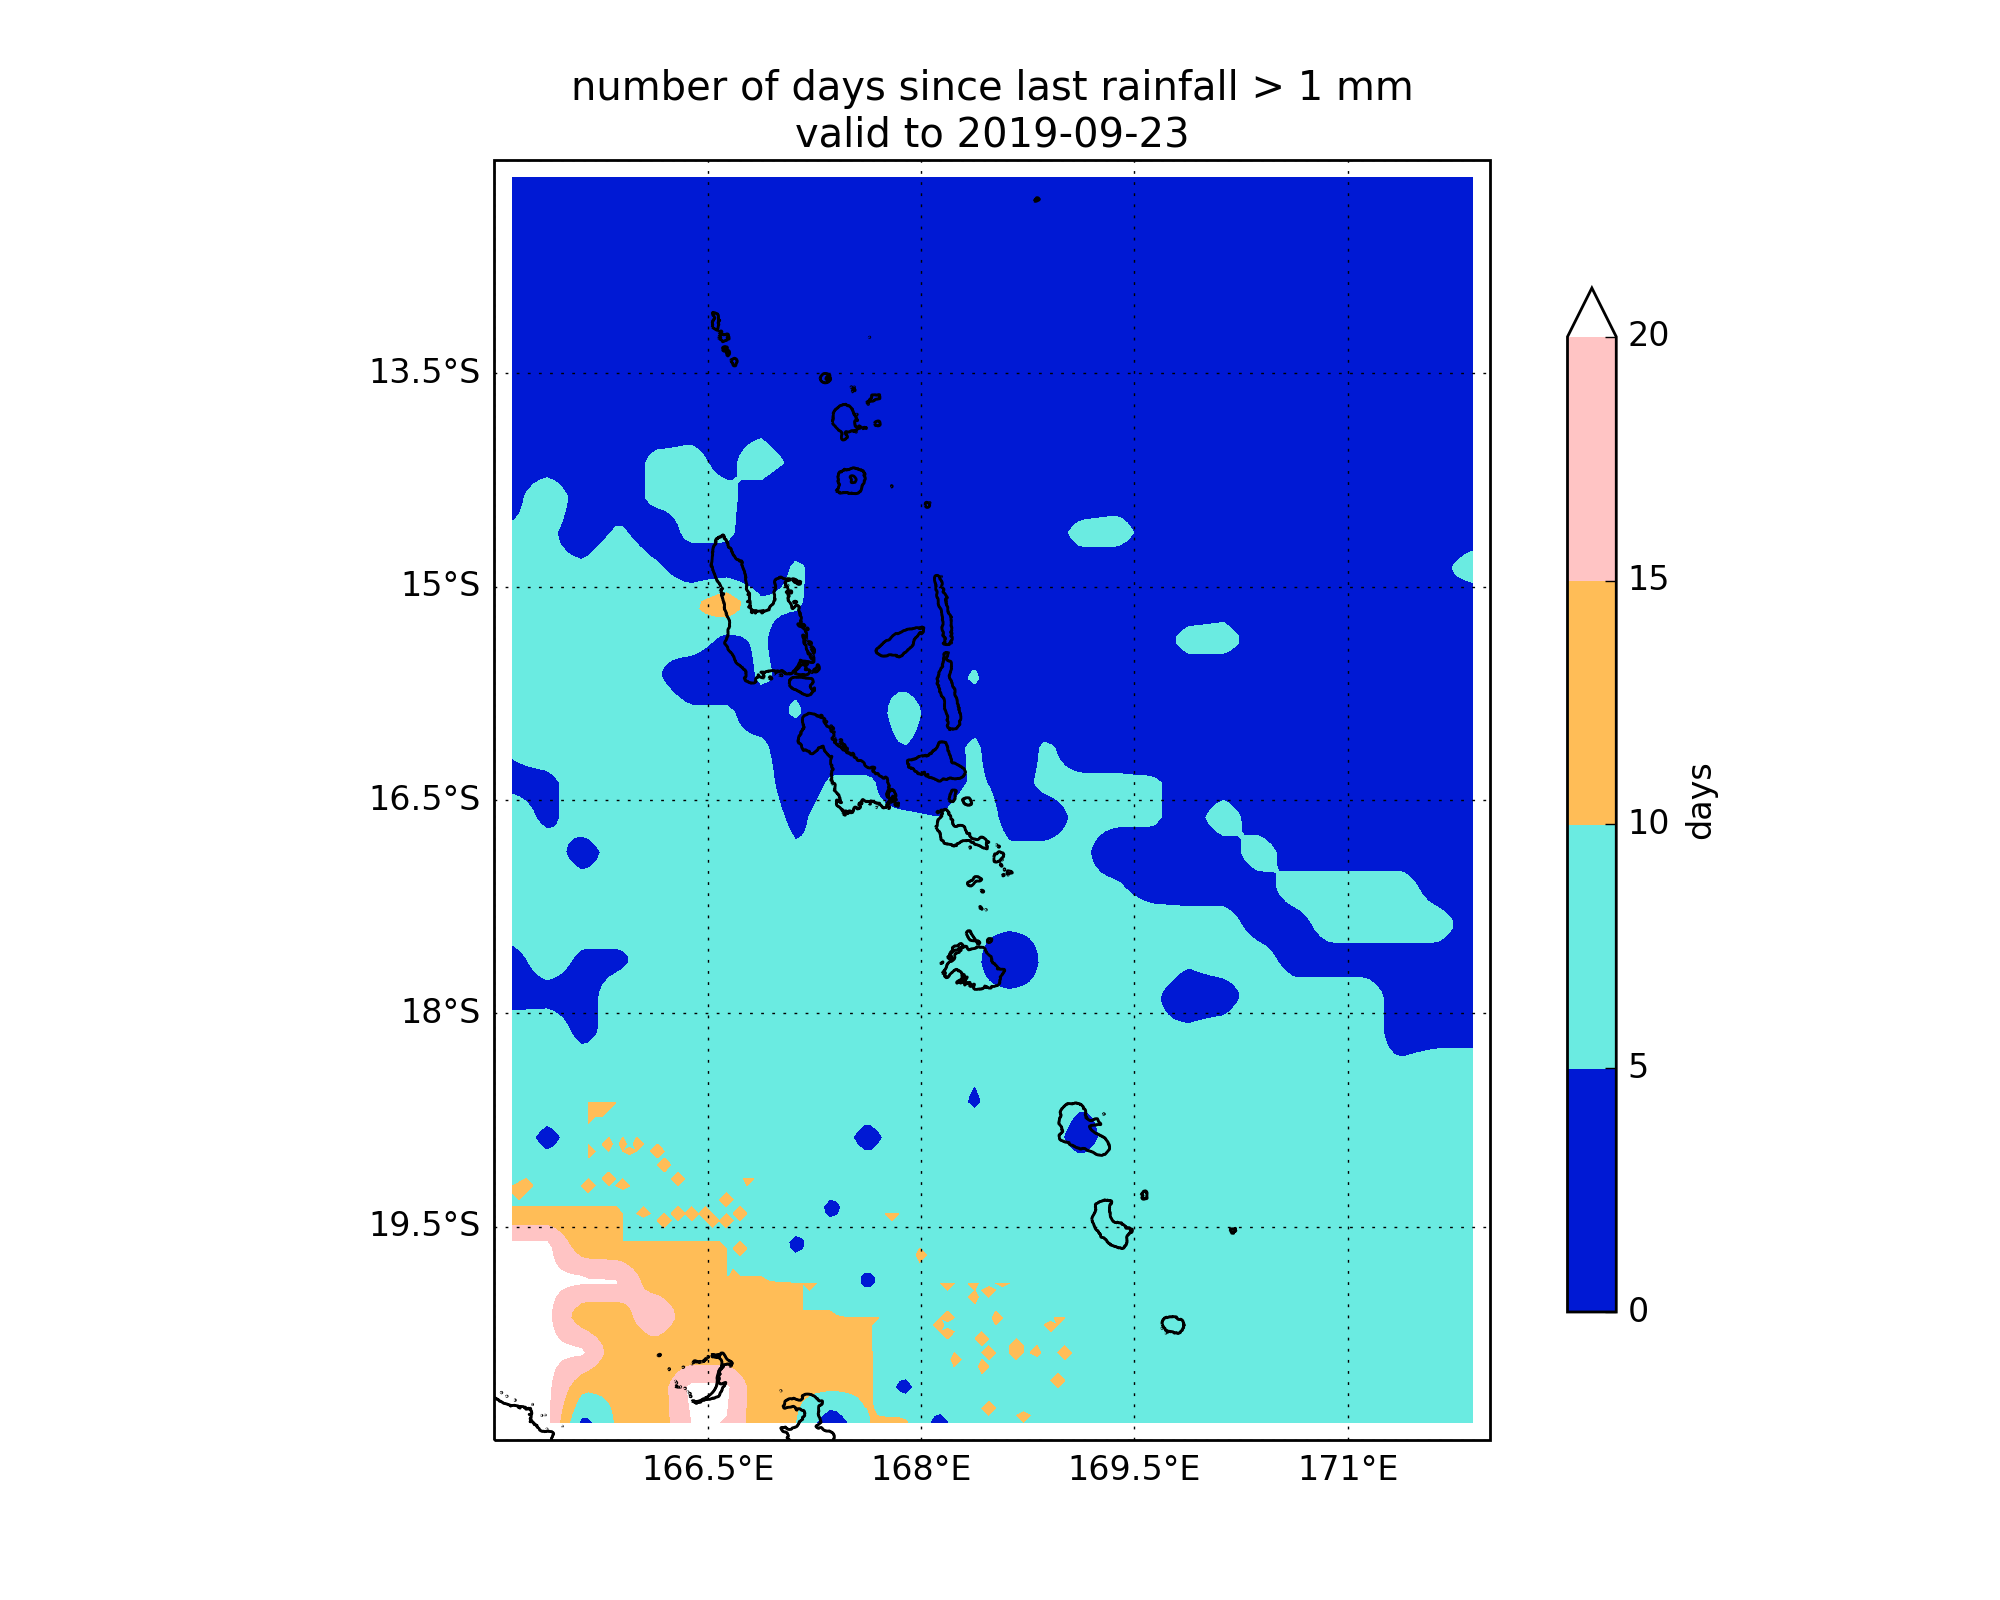 number of days since last rainfall > 1 mm
valid to 2019-09-23
13.5°S
15°S
16.5°S
18°S
19.5°S
166.5°E
168°E
169.5°E
171°E
20
15
10
5
0
days